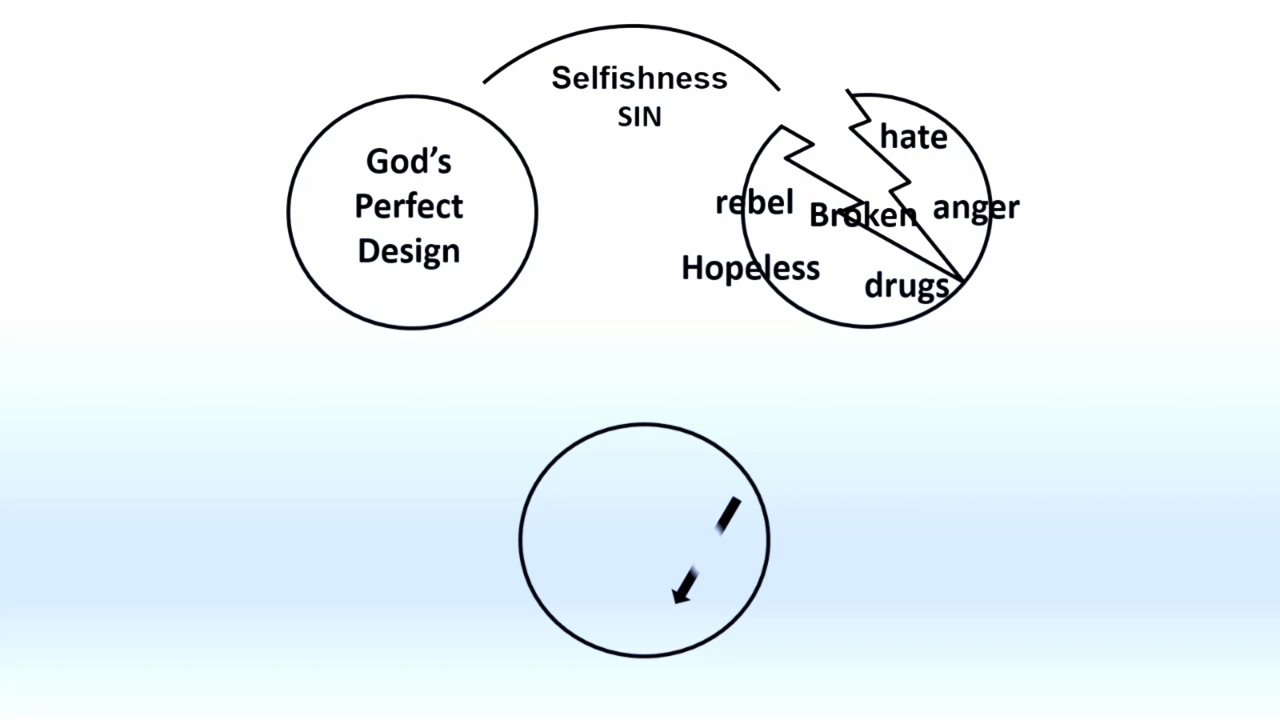 Selfishness
SIN
God’s
Perfect
Design
hate
rebel
Broken
anger
Hopeless
drugs